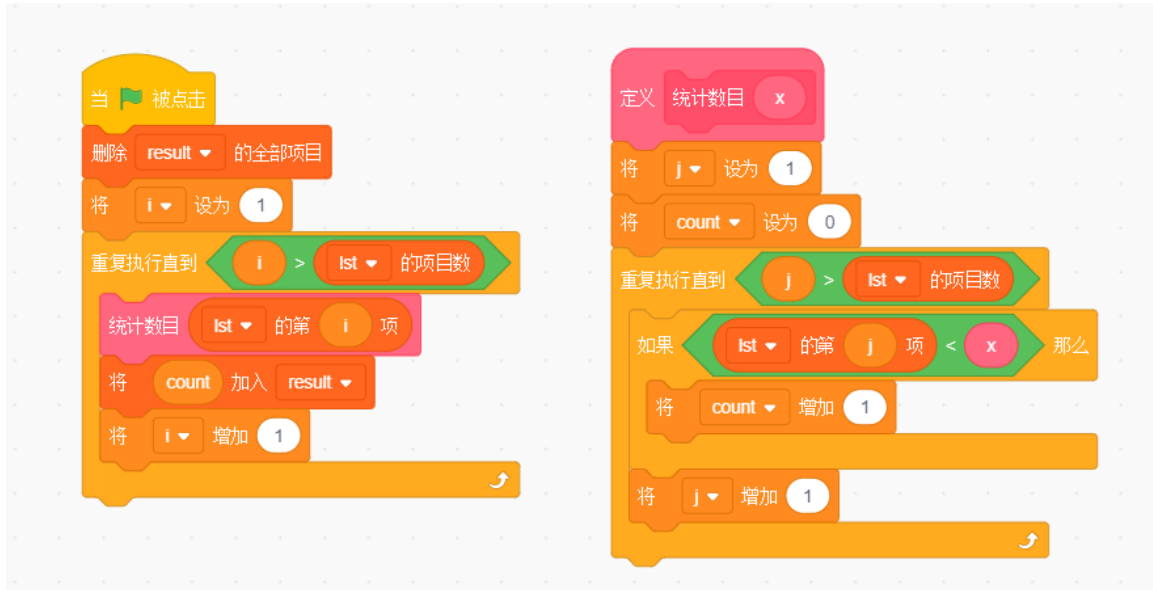 当 被点击
删除 result 的全部项目
将 i 设为 1
重复执行直到 i > lst 的项目数
统计数目 lst 的第 i 项
将 count 加入 result
将 i 增加 1
定义 统计数目 x
将 j 设为 1
将 count 设为 0
重复执行直到 j > lst 的项目数
如果 lst 的第 j 项 < x 那么
将 count 增加 1
将 j 增加 1